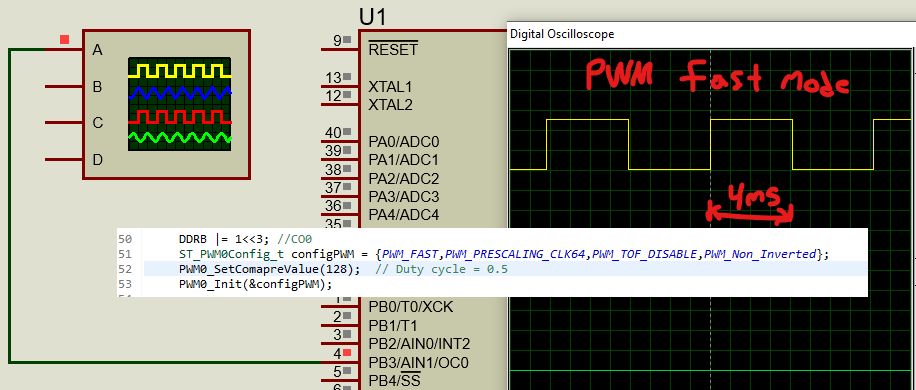 U1
Digital Oscilloscope
PWM Fast mode
4ms
A
B
C
D
9
RESET
13
XTAL1
12
XTAL2
40
PA0/ADC0
39
PA1/ADC1
38
PA2/ADC2
37
PA3/ADC3
36
PA4/ADC4
35
50 DDRB |= 1<<3; //CO0
51 ST_PWM0Config_t configPWM = {PWM_FAST,PWM_PRESCALING_CLK64,PWM_TOF_DISABLE,PWM_Non_Inverted};
52 PWM0_SetComapreValue(128); // Duty cycle = 0.5
53 PWM0_Init(&configPWM);
1
PB0/T0/XCK
2
PB1/T1
3
PB2/AIN0/INT2
4
PB3/AIN1/OC0
5
PB4/SS